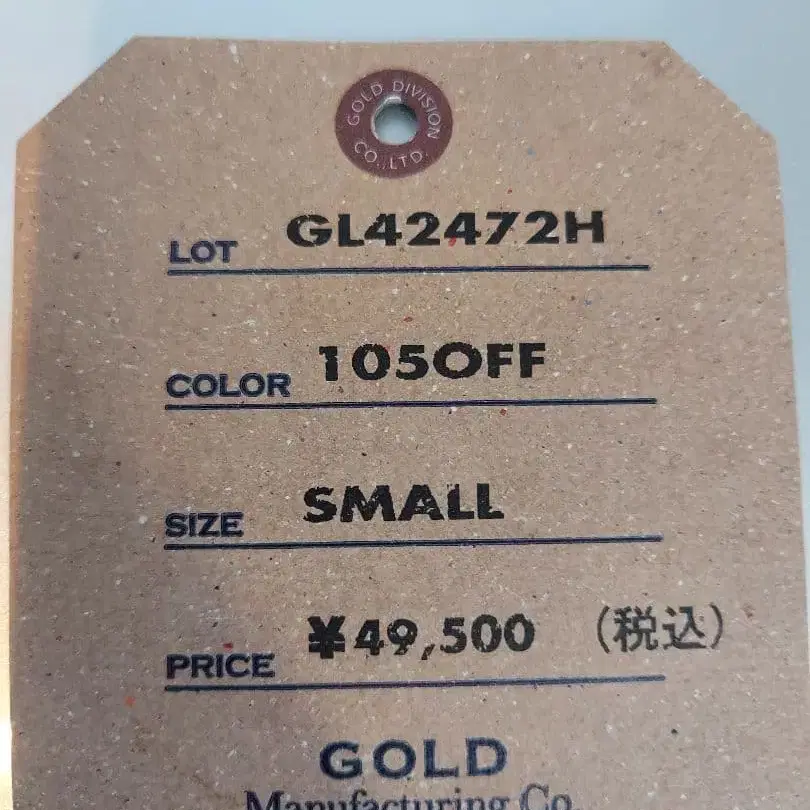 GOLD DIVISION
CO., LTD.
LOT GL42472H
COLOR 105OFF
SIZE SMALL
PRICE ¥49,500 （税込）
GOLD
Manufacturing Co.